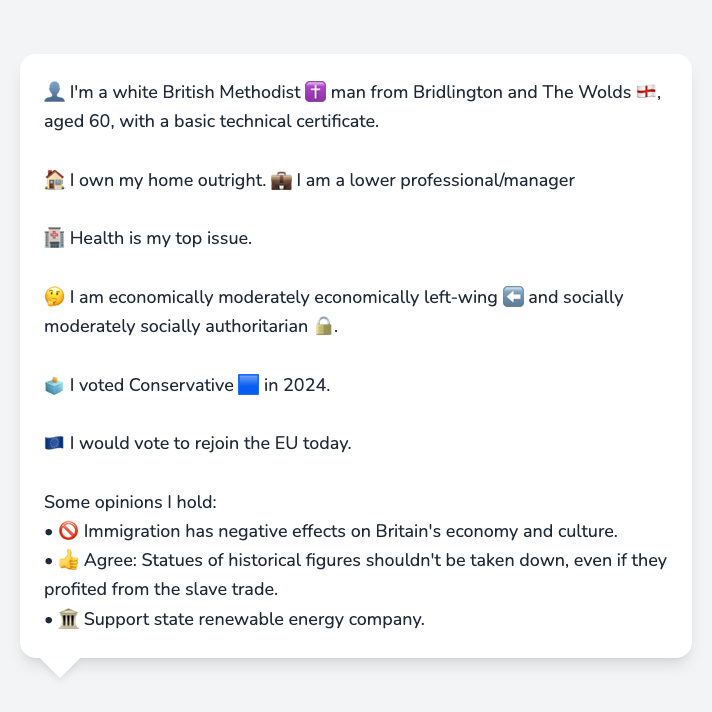 👤 I'm a white British Methodist ✝️ man from Bridlington and The Wolds 🏴󠁧󠁢󠁥󠁮󠁧󠁿,
aged 60, with a basic technical certificate.
🏠 I own my home outright. 💼 I am a lower professional/manager
🏥 Health is my top issue.
🤔 I am economically moderately economically left-wing ⬅️ and socially
moderately socially authoritarian 🔒.
🗳️ I voted Conservative 🟦 in 2024.
🇪🇺 I would vote to rejoin the EU today.
Some opinions I hold:
• 🚫 Immigration has negative effects on Britain's economy and culture.
• 👍 Agree: Statues of historical figures shouldn't be taken down, even if they
profited from the slave trade.
• 🏛️ Support state renewable energy company.